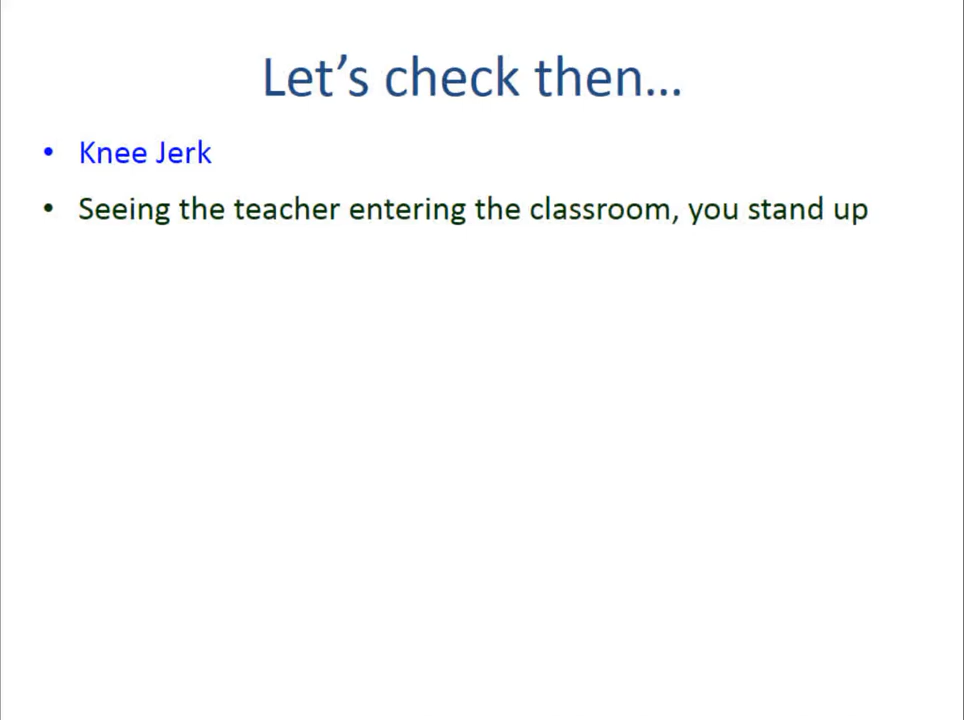 Let’s check then…
• Knee Jerk
• Seeing the teacher entering the classroom, you stand up